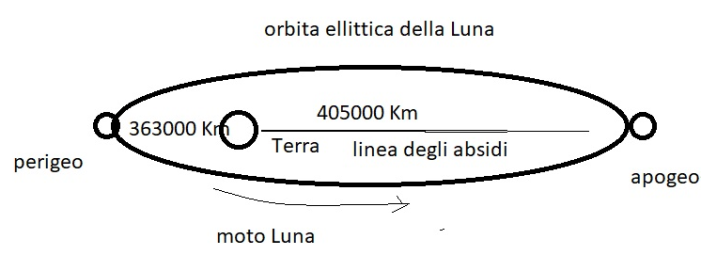 orbita ellittica della Luna
405000 Km
363000 Km
Terra
linea degli absidi
perigeo
apogeo
moto Luna